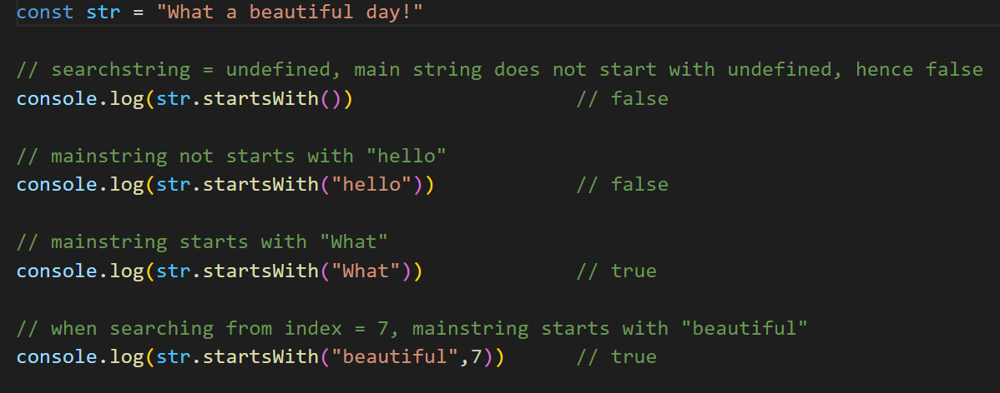 const str = "What a beautiful day!"
// searchstring = undefined, main string does not start with undefined, hence false
console.log(str.startsWith())                   // false
// mainstring not starts with "hello"
console.log(str.startsWith("hello"))            // false
// mainstring starts with "What"
console.log(str.startsWith("What"))             // true
// when searching from index = 7, mainstring starts with "beautiful"
console.log(str.startsWith("beautiful",7))      // true